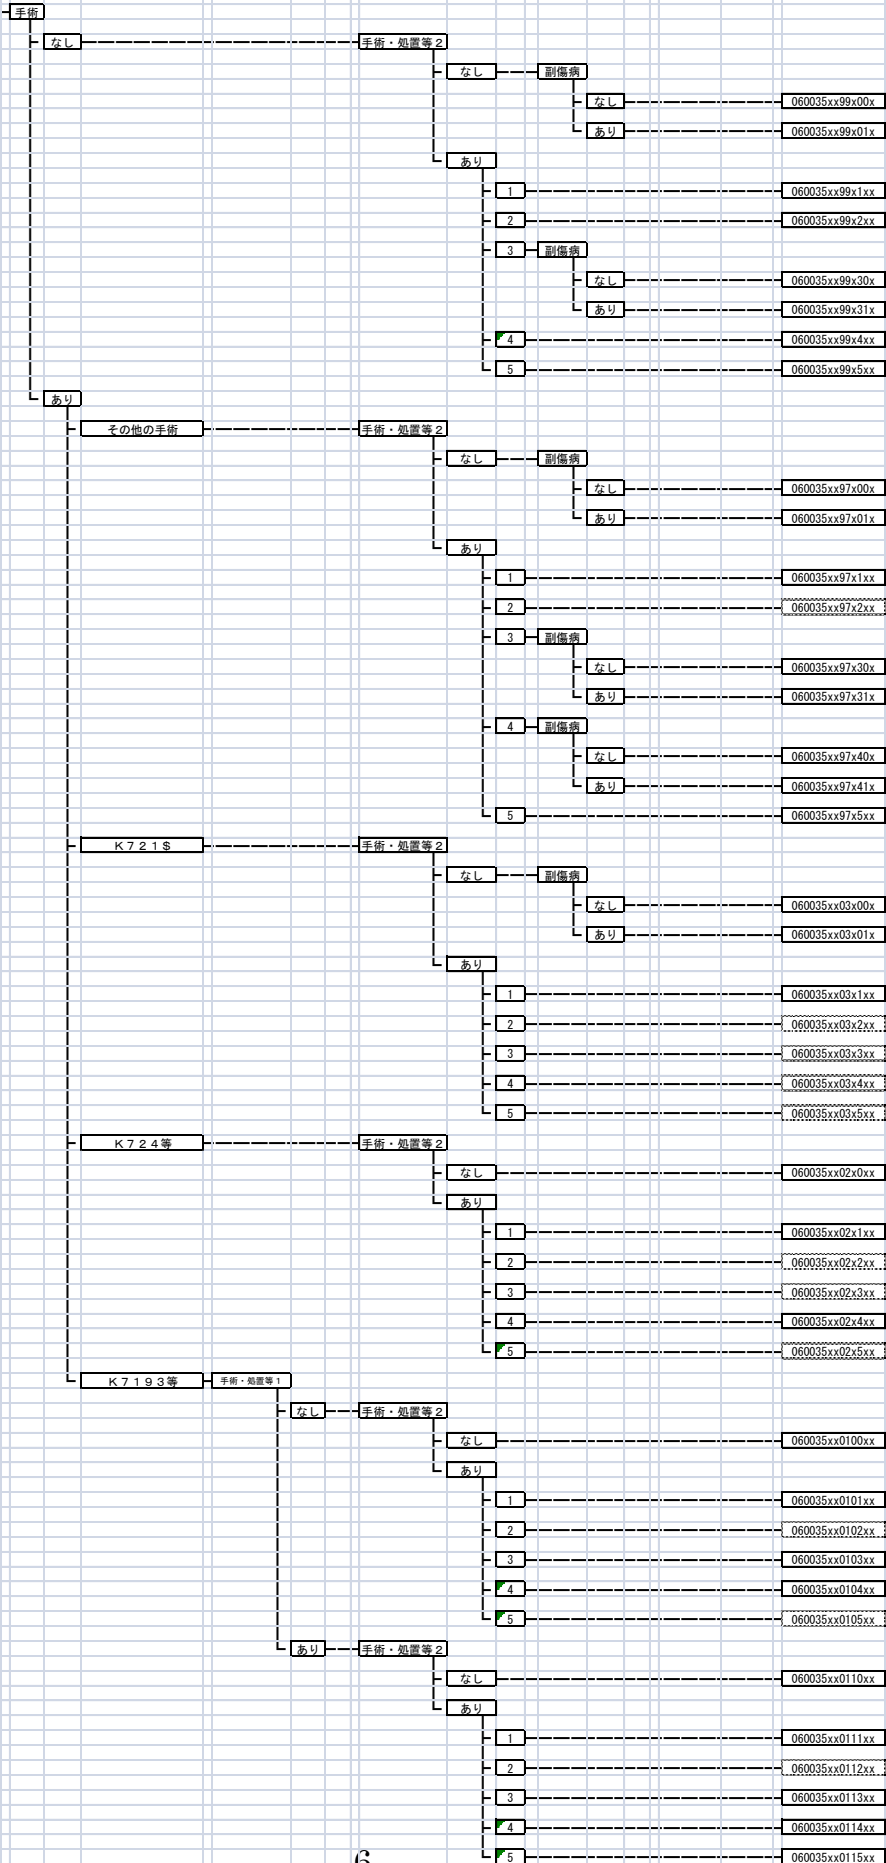 手術
なし 手術・処置等２
なし 副傷病
なし 060035xx99x00x
あり 060035xx99x01x
あり
1 060035xx99x1xx
2 060035xx99x2xx
3 副傷病
なし 060035xx99x30x
あり 060035xx99x31x
4 060035xx99x4xx
5 060035xx99x5xx
あり
その他の手術 手術・処置等２
なし 副傷病
なし 060035xx97x00x
あり 060035xx97x01x
あり
1 060035xx97x1xx
2 060035xx97x2xx
3 副傷病
なし 060035xx97x30x
あり 060035xx97x31x
4 副傷病
なし 060035xx97x40x
あり 060035xx97x41x
5 060035xx97x5xx
Ｋ７２１＄ 手術・処置等２
なし 副傷病
なし 060035xx03x00x
あり 060035xx03x01x
あり
1 060035xx03x1xx
2 060035xx03x2xx
3 060035xx03x3xx
4 060035xx03x4xx
5 060035xx03x5xx
Ｋ７２４等 手術・処置等２
なし 060035xx02x0xx
あり
1 060035xx02x1xx
2 060035xx02x2xx
3 060035xx02x3xx
4 060035xx02x4xx
5 060035xx02x5xx
Ｋ７１９３等 手術・処置等１
なし 手術・処置等２
なし 060035xx0100xx
あり
1 060035xx0101xx
2 060035xx0102xx
3 060035xx0103xx
4 060035xx0104xx
5 060035xx0105xx
あり 手術・処置等２
なし 060035xx0110xx
あり
1 060035xx0111xx
2 060035xx0112xx
3 060035xx0113xx
4 060035xx0114xx
5 060035xx0115xx
6